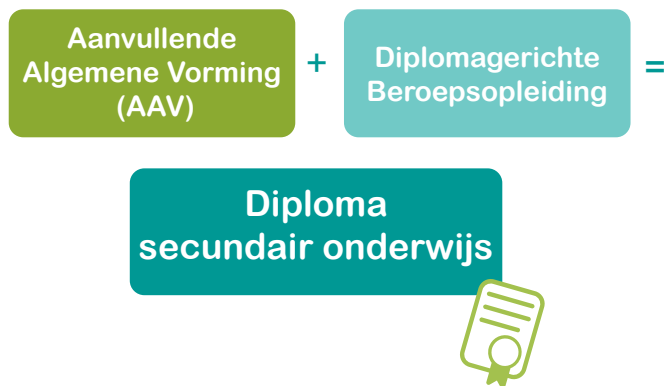 Aanvullende
Algemene Vorming
(AAV)
+
Diplomagerichte
Beroepsopleiding
=
Diploma
secundair onderwijs